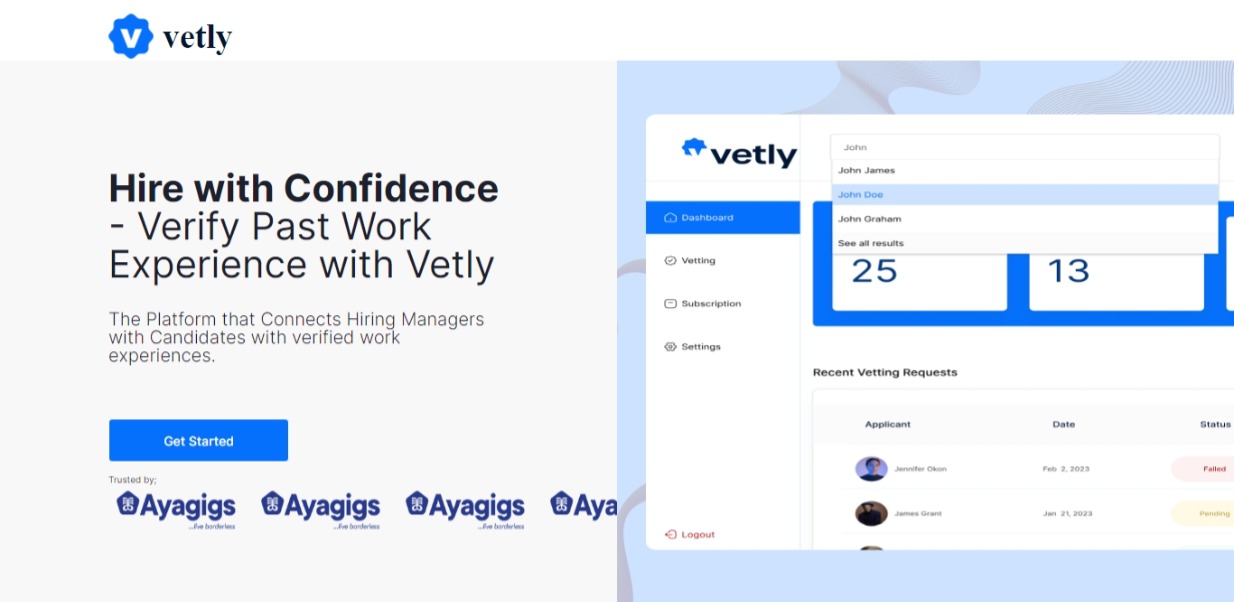 vetly
Hire with Confidence
- Verify Past Work
Experience with Vetly
The Platform that Connects Hiring Managers
with Candidates with verified work
experiences.
Get Started
Trusted by;
Ayagigs Ayagigs Ayagigs Aya
...live borderless ...live borderless ...live borderless
vetly
Dashboard
Vetting
Subscription
Settings
Logout
John
John James
John Doe
John Graham
See all results
25 13
Recent Vetting Requests
Applicant Date Status
Jennifer Okon Feb 2, 2023 Failed
James Grant Jan 21, 2023 Pending